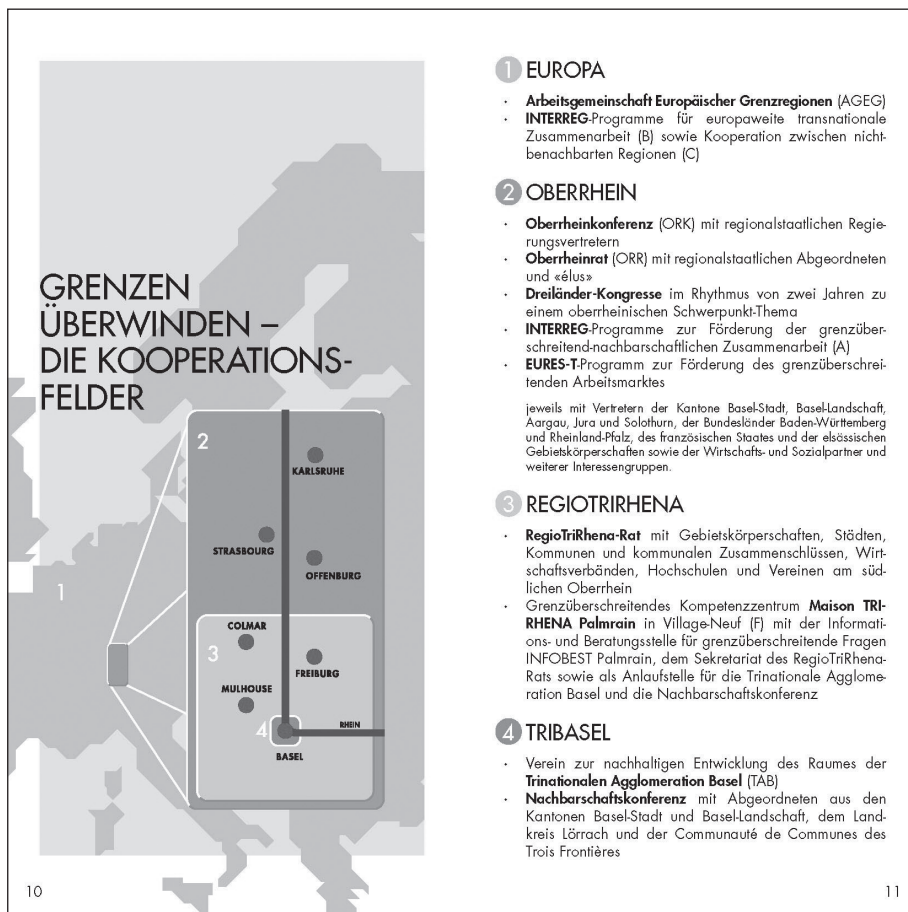 GRENZEN
ÜBERWINDEN –
DIE KOOPERATIONS-
FELDER
1
2
KARLSRUHE
STRASBOURG
OFFENBURG
COLMAR
3
FREIBURG
MULHOUSE
4
RHEIN
BASEL
10
1 EUROPA
· Arbeitsgemeinschaft Europäischer Grenzregionen (AGEG)
· INTERREG-Programme für europaweite transnationale
Zusammenarbeit (B) sowie Kooperation zwischen nicht-
benachbarten Regionen (C)
2 OBERRHEIN
· Oberrheinkonferenz (ORK) mit regionalstaatlichen Regie-
rungsvertretern
· Oberrheinrat (ORR) mit regionalstaatlichen Abgeordneten
und «élus»
· Dreiländer-Kongresse im Rhythmus von zwei Jahren zu
einem oberrheinischen Schwerpunkt-Thema
· INTERREG-Programme zur Förderung der grenzüber-
schreitend-nachbarschaftlichen Zusammenarbeit (A)
· EURES-T-Programm zur Förderung des grenzüberschrei-
tenden Arbeitsmarktes
jeweils mit Vertretern der Kantone Basel-Stadt, Basel-Landschaft,
Aargau, Jura und Solothurn, der Bundesländer Baden-Württemberg
und Rheinland-Pfalz, des französischen Staates und der elsässischen
Gebietskörperschaften sowie der Wirtschafts- und Sozialpartner und
weiterer Interessengruppen.
3 REGIOTRIRHENA
· RegioTriRhena-Rat mit Gebietskörperschaften, Städten,
Kommunen und kommunalen Zusammenschlüssen, Wirt-
schaftsverbänden, Hochschulen und Vereinen am süd-
lichen Oberrhein
· Grenzüberschreitendes Kompetenzzentrum Maison TRI-
RHENA Palmrain in Village-Neuf (F) mit der Informati-
ons- und Beratungsstelle für grenzüberschreitende Fragen
INFOBEST Palmrain, dem Sekretariat des RegioTriRhena-
Rats sowie als Anlaufstelle für die Trinationale Agglome-
ration Basel und die Nachbarschaftskonferenz
4 TRIBASEL
· Verein zur nachhaltigen Entwicklung des Raumes der
Trinationalen Agglomeration Basel (TAB)
· Nachbarschaftskonferenz mit Abgeordneten aus den
Kantonen Basel-Stadt und Basel-Landschaft, dem Land-
kreis Lörrach und der Communauté de Communes des
Trois Frontières
11